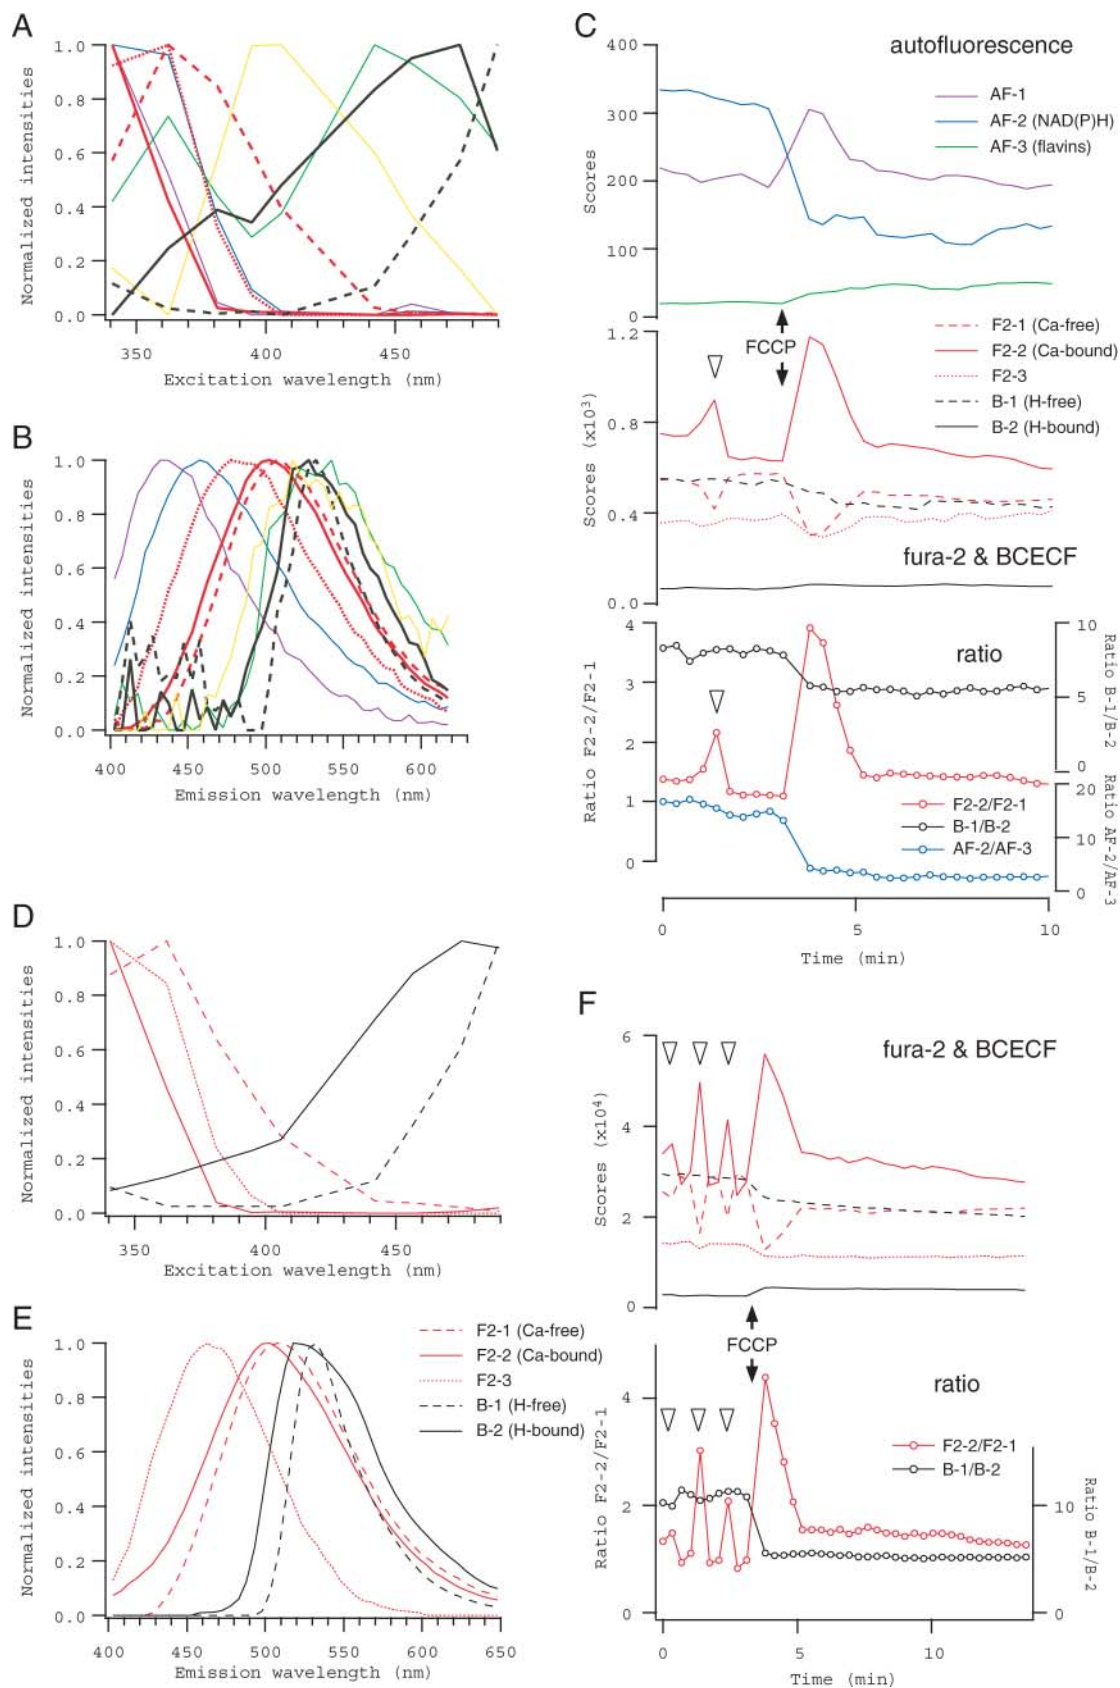 A
1.0
0.8
0.6
0.4
0.2
0.0
Normalized intensities
350
400
450
Excitation wavelength (nm)
B
1.0
0.8
0.6
0.4
0.2
0.0
Normalized intensities
400
450
500
550
600
Emission wavelength (nm)
C
autofluorescence
400
300
200
100
0
Scores
AF-1
AF-2 (NAD(P)H)
AF-3 (flavins)
FCCP
1.2
0.8
0.4
0.0
Scores (x10³)
F2-1 (Ca-free)
F2-2 (Ca-bound)
F2-3
B-1 (H-free)
B-2 (H-bound)
fura-2 & BCECF
ratio
4
3
2
1
0
Ratio F2-2/F2-1
10
5
0
Ratio B-1/B-2
20
10
0
Ratio AF-2/AF-3
F2-2/F2-1
B-1/B-2
AF-2/AF-3
0
5
10
Time (min)
D
1.0
0.8
0.6
0.4
0.2
0.0
Normalized intensities
350
400
450
Excitation wavelength (nm)
E
1.0
0.8
0.6
0.4
0.2
0.0
Normalized intensities
F2-1 (Ca-free)
F2-2 (Ca-bound)
F2-3
B-1 (H-free)
B-2 (H-bound)
400
450
500
550
600
650
Emission wavelength (nm)
F
fura-2 & BCECF
6
4
2
0
Scores (x10⁴)
FCCP
ratio
4
2
0
Ratio F2-2/F2-1
F2-2/F2-1
B-1/B-2
10
0
Ratio B-1/B-2
0
5
10
Time (min)